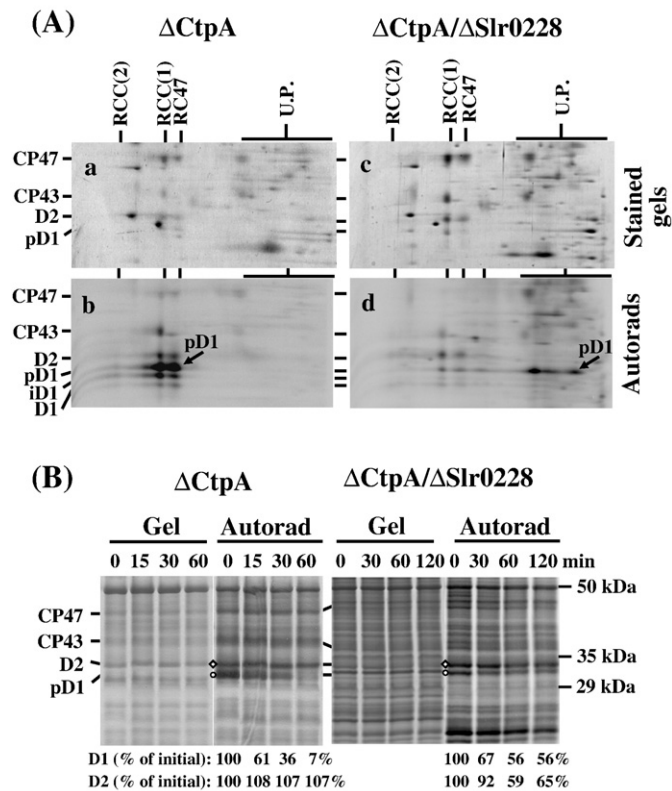 (A)
ΔCtpA
ΔCtpA/ΔSlr0228
RCC(2)
RCC(1)
RC47
U.P.
RCC(2)
RCC(1)
RC47
U.P.
CP47
CP43
D2
pD1
a
c
Stained gels
CP47
CP43
D2
pD1
iD1
D1
b
pD1
d
pD1
Autorads
(B)
ΔCtpA
ΔCtpA/ΔSlr0228
Gel Autorad Gel Autorad
0 15 30 60 0 15 30 60 0 30 60 120 0 30 60 120 min
CP47
CP43
D2
pD1
50 kDa
35 kDa
29 kDa
D1 (% of initial): 100 61 36 7% 100 67 56 56%
D2 (% of initial): 100 108 107 107% 100 92 59 65%